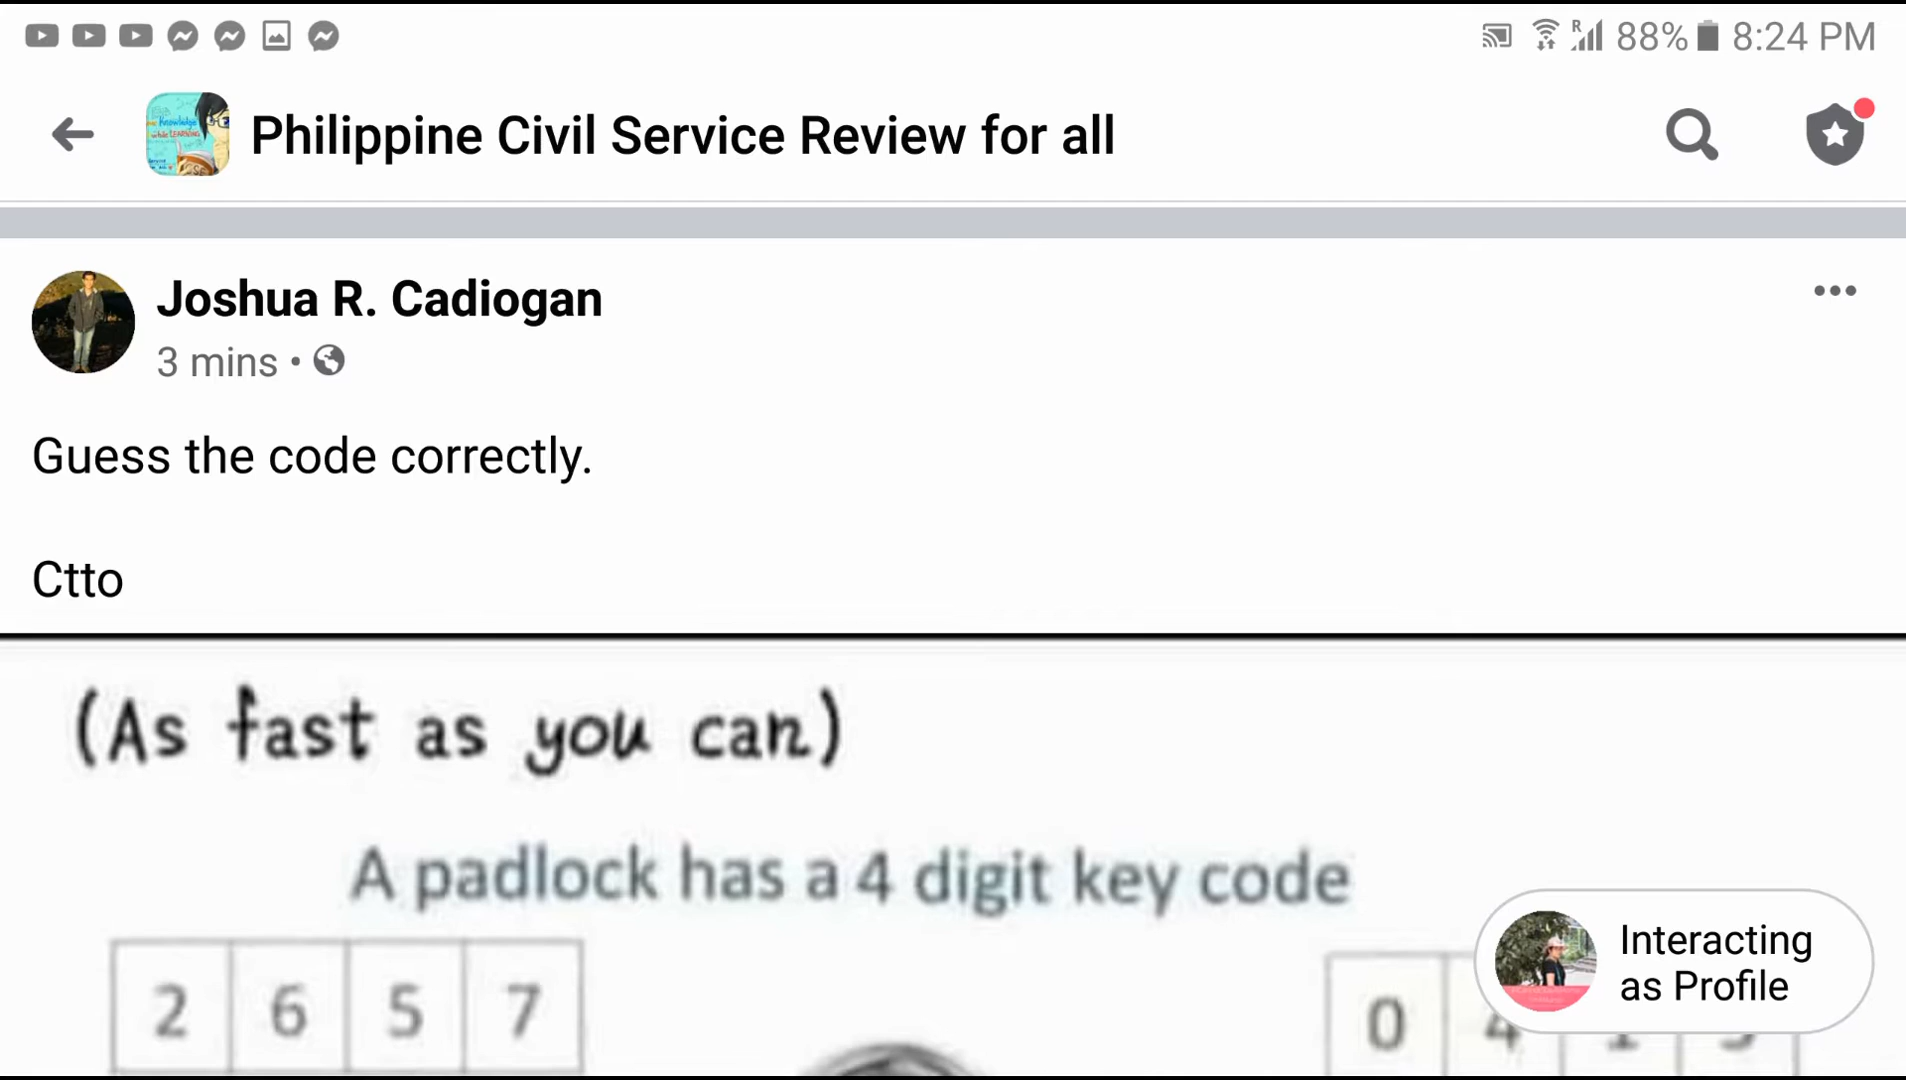 88% 8:24 PM
Philippine Civil Service Review for all
Joshua R. Cadiogan
3 mins •
Guess the code correctly.
Ctto
(As fast as you can)
A padlock has a 4 digit key code
2 6 5 7
0 4
Interacting
as Profile